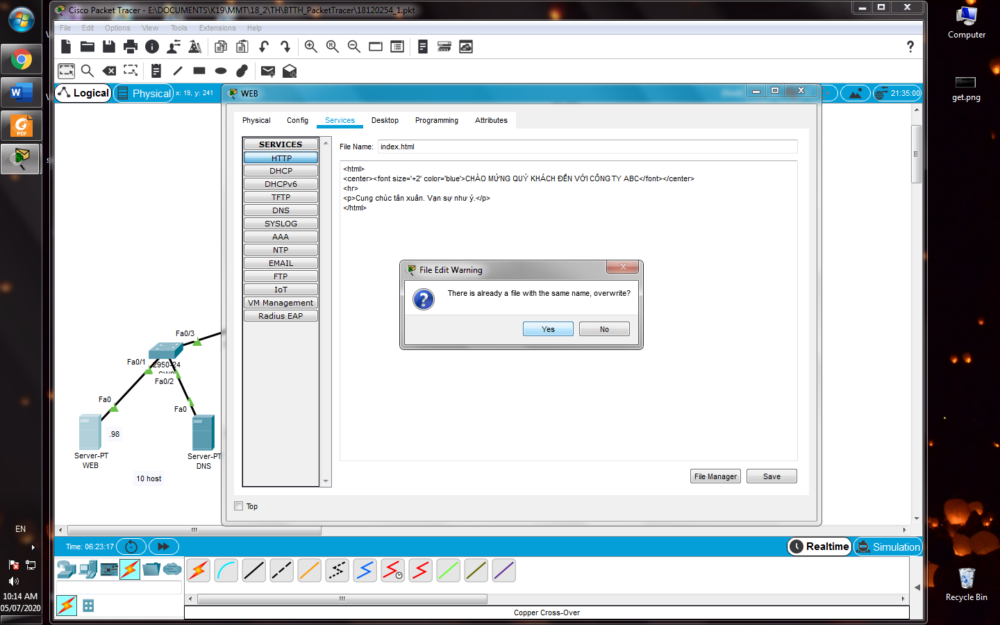 Cisco Packet Tracer - E:\DOCUMENTS\K19\MMT\18_2\TH\BTTH_PacketTracer\18120254_1.pkt
File Edit Options View Tools Extensions Help
Logical
Physical
x: 19, y: 241
21:35:00
WEB
Physical Config Services Desktop Programming Attributes
SERVICES
HTTP
DHCP
DHCPv6
TFTP
DNS
SYSLOG
AAA
NTP
EMAIL
FTP
IoT
VM Management
Radius EAP
File Name: index.html
<html>
<center><font size='+2' color='blue'>CHÀO MỪNG QUÝ KHÁCH ĐẾN VỚI CÔNG TY ABC</font></center>
<hr>
<p>Cung chúc tân xuân. Vạn sự như ý.</p>
</html>
File Edit Warning
There is already a file with the same name, overwrite?
Yes
No
File Manager
Save
Top
Fa0/3
Fa0/1
2950-24
Fa0/2
Fa0
Fa0
.98
Server-PT
WEB
Server-PT
DNS
10 host
Time: 06:23:17
Realtime
Simulation
Copper Cross-Over
Computer
get.png
Recycle Bin
PDF
EN
10:14 AM
05/07/2020